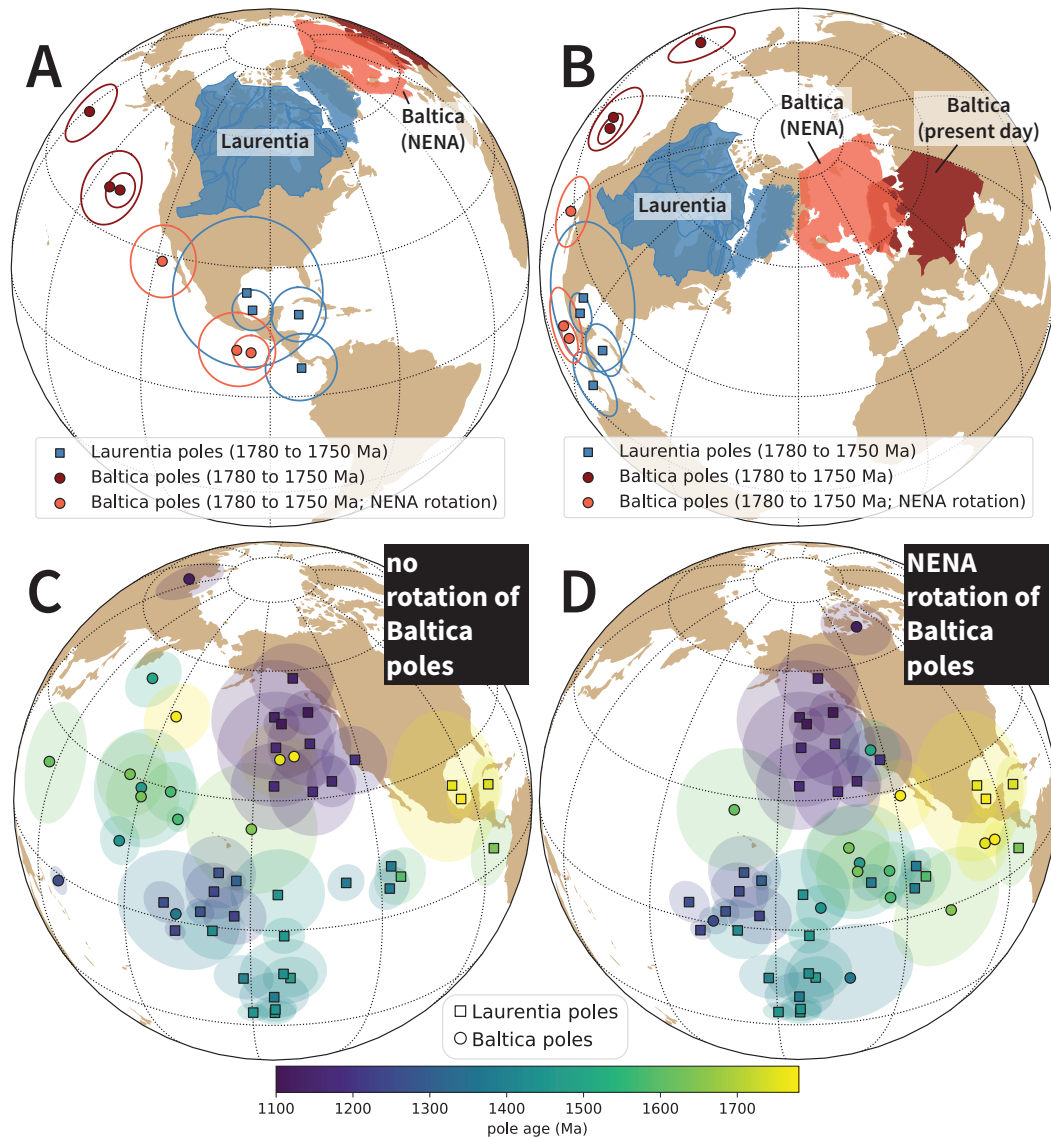 A
Laurentia
Baltica
(NENA)
Laurentia poles (1780 to 1750 Ma)
Baltica poles (1780 to 1750 Ma)
Baltica poles (1780 to 1750 Ma; NENA rotation)
B
Baltica
(NENA)
Baltica
(present day)
Laurentia
Laurentia poles (1780 to 1750 Ma)
Baltica poles (1780 to 1750 Ma)
Baltica poles (1780 to 1750 Ma; NENA rotation)
C
no
rotation of
Baltica
poles
D
NENA
rotation of
Baltica
poles
Laurentia poles
Baltica poles
1100 1200 1300 1400 1500 1600 1700
pole age (Ma)